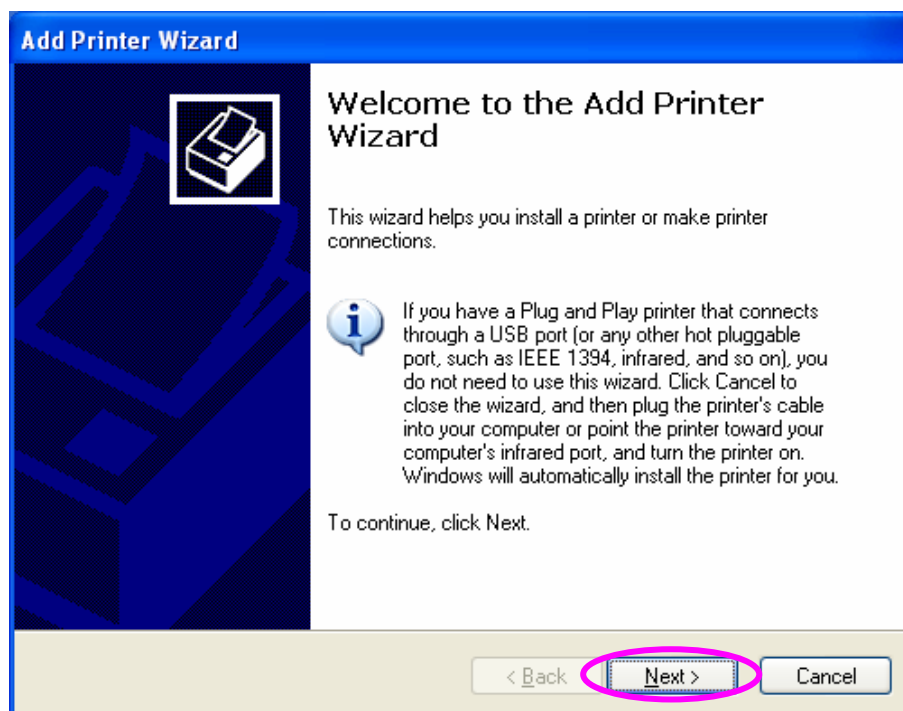 Add Printer Wizard
Welcome to the Add Printer
Wizard
This wizard helps you install a printer or make printer
connections.
If you have a Plug and Play printer that connects
through a USB port (or any other hot pluggable
port, such as IEEE 1394, infrared, and so on), you
do not need to use this wizard. Click Cancel to
close the wizard, and then plug the printer's cable
into your computer or point the printer toward your
computer's infrared port, and turn the printer on.
Windows will automatically install the printer for you.
To continue, click Next.
< Back Next > Cancel